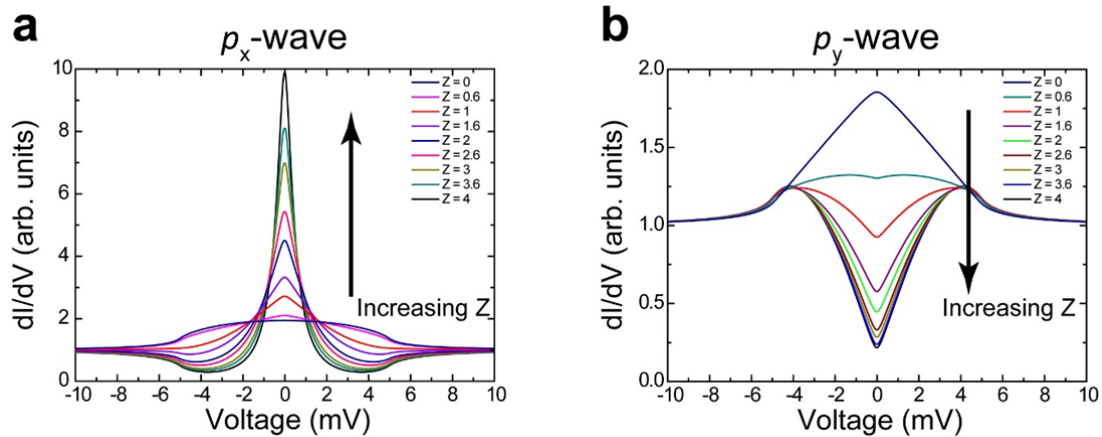 a
pₓ-wave
dI/dV (arb. units)
10
8
6
4
2
0
-10 -8 -6 -4 -2 0 2 4 6 8 10
Voltage (mV)
Z = 0
Z = 0.6
Z = 1
Z = 1.6
Z = 2
Z = 2.6
Z = 3
Z = 3.6
Z = 4
Increasing Z
b
p_y-wave
dI/dV (arb. units)
2.0
1.5
1.0
0.5
0.0
-10 -8 -6 -4 -2 0 2 4 6 8 10
Voltage (mV)
Z = 0
Z = 0.6
Z = 1
Z = 1.6
Z = 2
Z = 2.6
Z = 3
Z = 3.6
Z = 4
Increasing Z